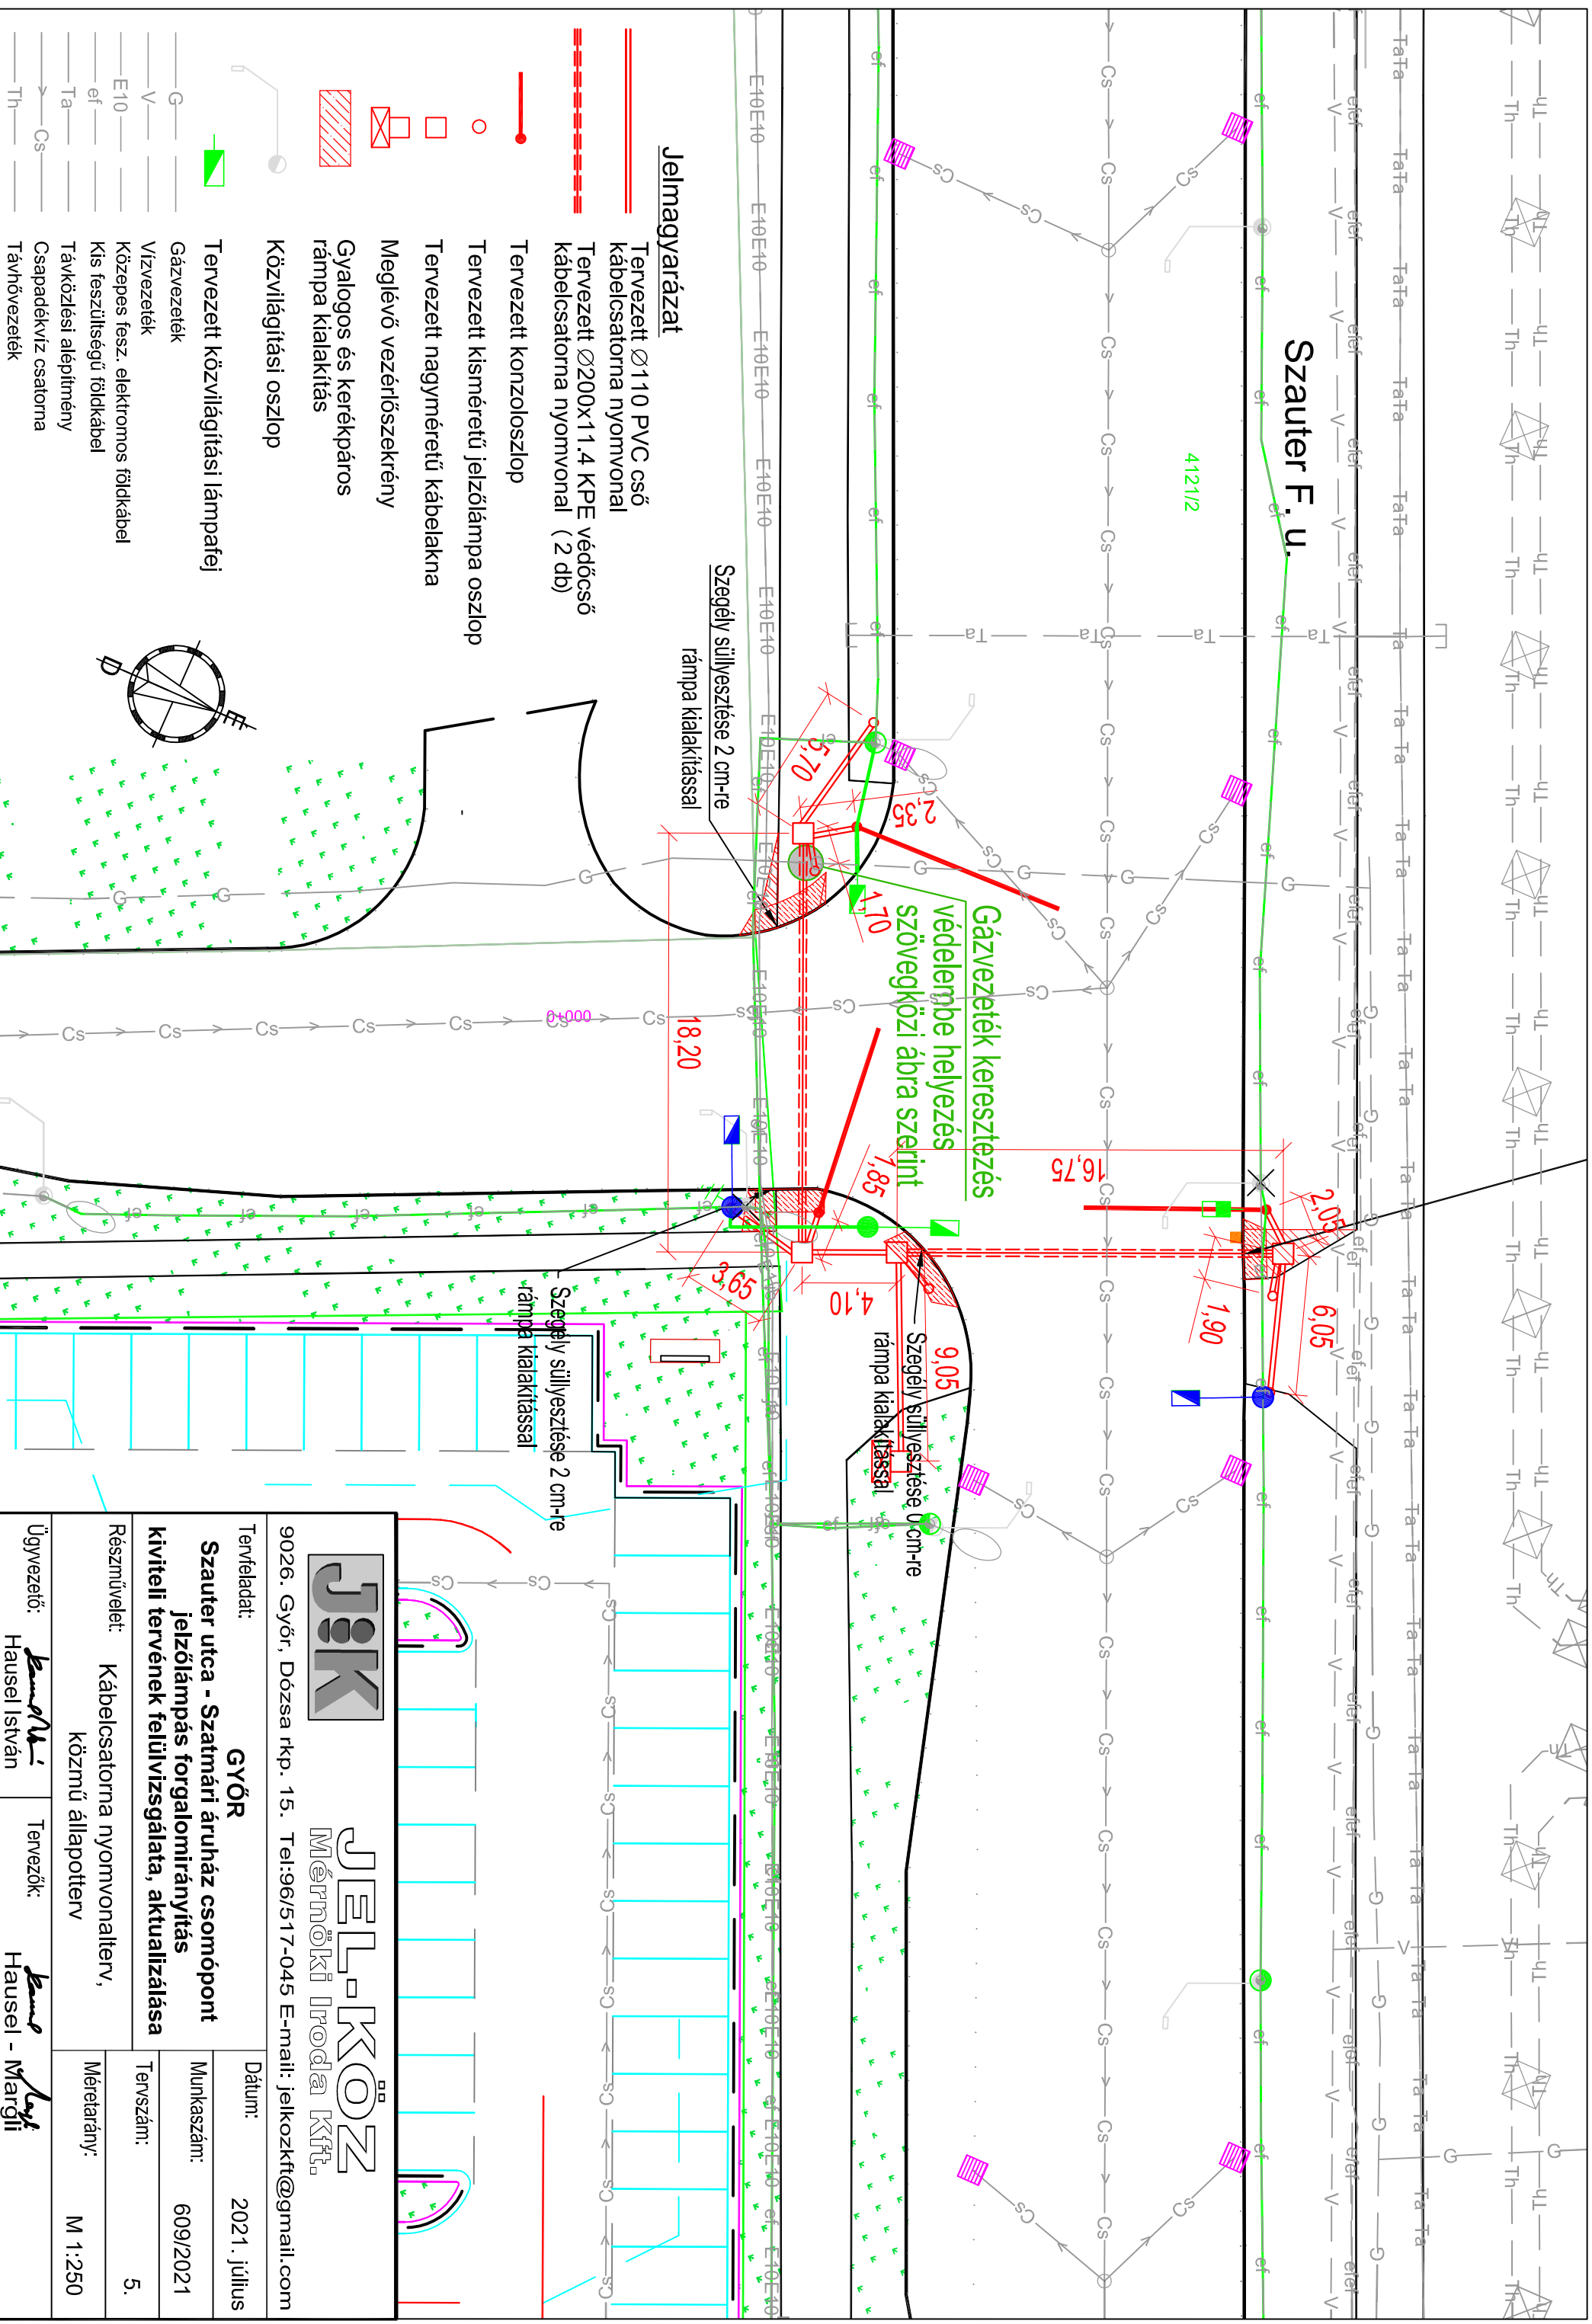 Szauter F. u.
4121/2
Jelmagyarázat
Tervezett Ø110 PVC cső
kábelcsatorna nyomvonal
Tervezett Ø200x11.4 KPE védőcső
kábelcsatorna nyomvonal ( 2 db)
Tervezett konzoloszlop
Tervezett kisméretű jelzőlámpa oszlop
Tervezett nagyméretű kábelakna
Meglévő vezérlőszekrény
Gyalogos és kerékpáros
rámpa kialakítás
Közvilágítási oszlop
Tervezett közvilágítási lámpafej
G
Gázvezeték
V
Vízvezeték
E10
Közepes fesz. elektromos földkábel
ef
Kis feszültségű földkábel
Ta
Távközlési alépítmény
Cs
Csapadékvíz csatorna
Th
Távhővezeték
Szegély süllyesztése 2 cm-re
rámpa kialakítással
Gázvezeték keresztezés
védelembe helyezés
szövegközi ábra szerint
Szegély süllyesztése 0 cm-re
rámpa kialakítással
Szegély süllyesztése 2 cm-re
rámpa kialakítással
5,70
2,35
1,70
18,20
1,85
16,75
2,05
6,05
1,90
3,65
4,10
9,05
0+000
É
D
JEL-KÖZ
Mérnöki Iroda Kft.
9026. Győr, Dózsa rkp. 15. Tel:96/517-045 E-mail: jelkozkft@gmail.com
Tervfeladat:
GYŐR
Szauter utca - Szatmári áruház csomópont
jelzőlámpás forgalomirányítás
kiviteli tervének felülvizsgálata, aktualizálása
Részművelet:
Kábelcsatorna nyomvonalterv,
közmű állapotterv
Dátum:
2021. július
Munkaszám:
609/2021
Tervszám:
5.
Méretarány:
M 1:250
Ügyvezető:
Hausel István
Tervezők:
Hausel - Margli